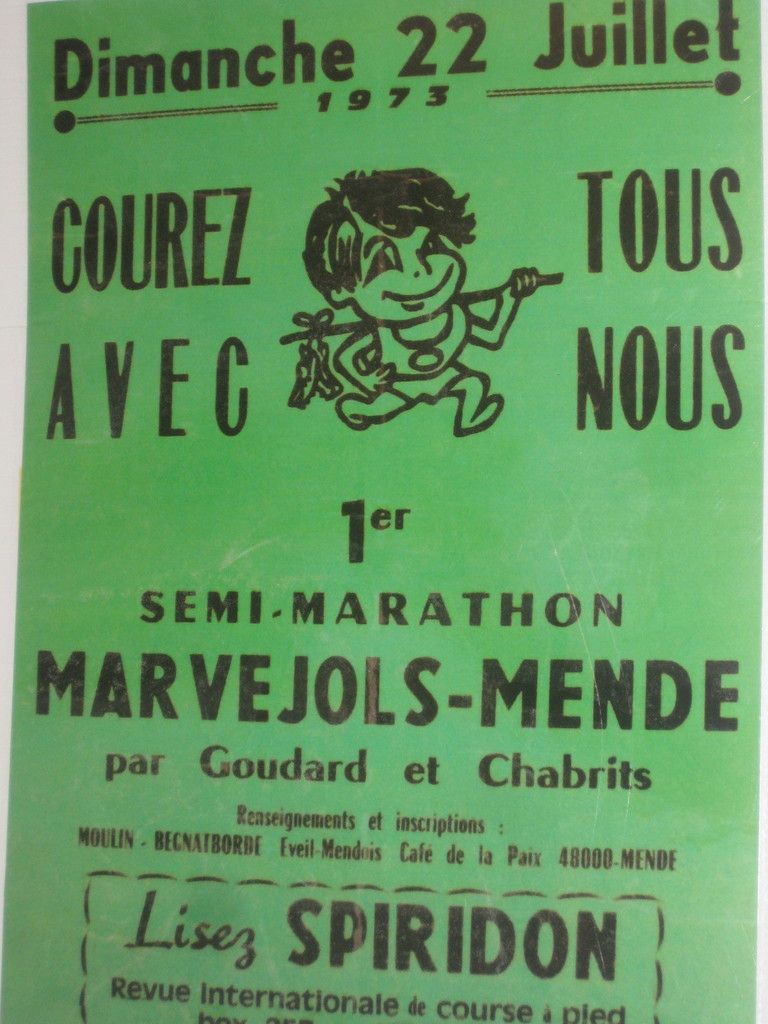 Dimanche 22 Juillet
1973
COUREZ TOUS
AVEC NOUS
1er
SEMI-MARATHON
MARVEJOLS-MENDE
par Goudard et Chabrits
Renseignements et inscriptions :
MOULIN - BEGNATBORDE Eveil-Mendois Café de la Paix 48000-MENDE
Lisez SPIRIDON
Revue Internationale de course à pied